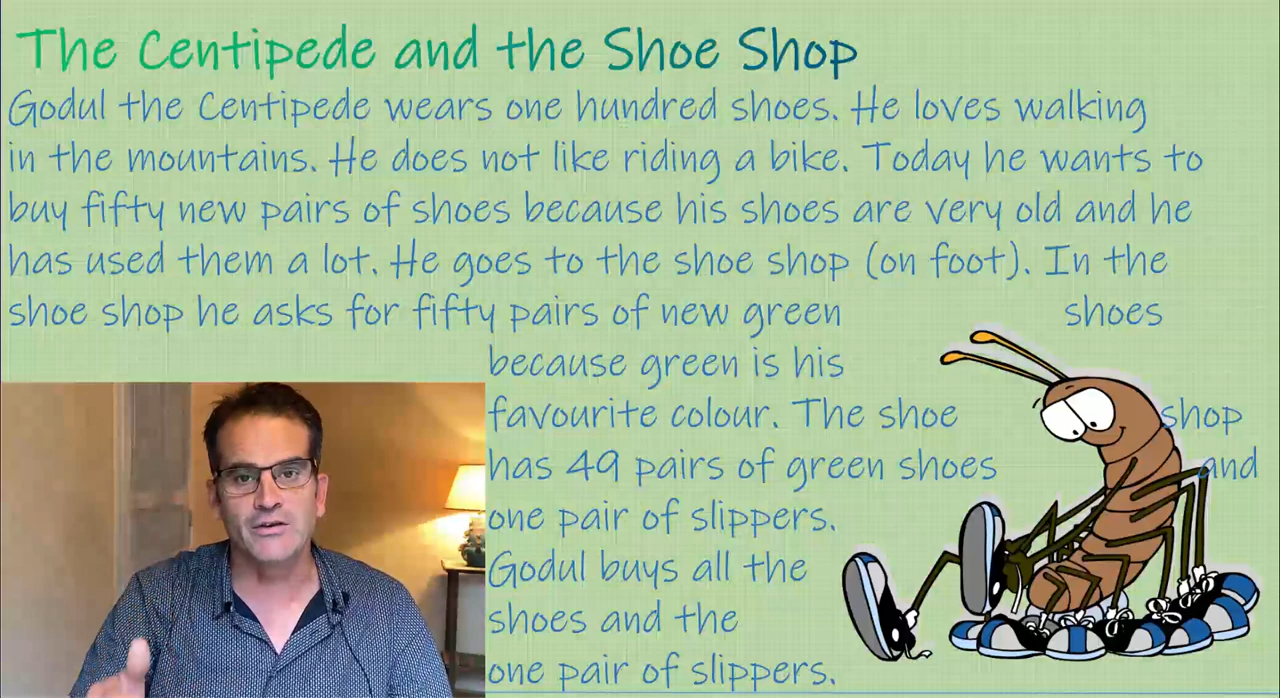 The Centipede and the Shoe Shop
Godul the Centipede wears one hundred shoes. He loves walking
in the mountains. He does not like riding a bike. Today he wants to
buy fifty new pairs of shoes because his shoes are very old and he
has used them a lot. He goes to the shoe shop (on foot). In the
shoe shop he asks for fifty pairs of new green shoes
because green is his
favourite colour. The shoe shop
has 49 pairs of green shoes and
one pair of slippers.
Godul buys all the
shoes and the
one pair of slippers.